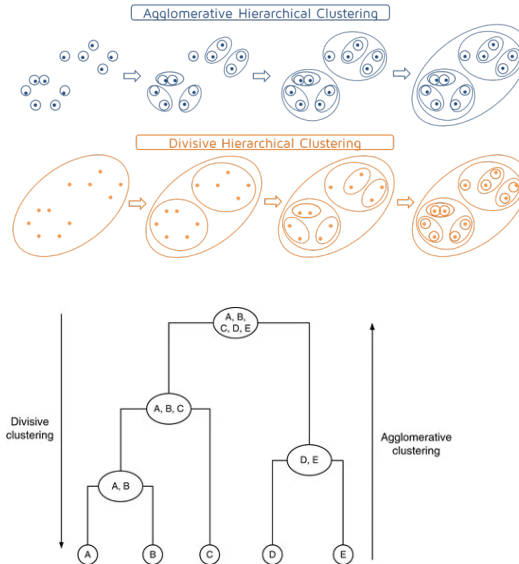 Agglomerative Hierarchical Clustering
Divisive Hierarchical Clustering
A, B,
C, D, E
Divisive
clustering
A, B, C
Agglomerative
clustering
D, E
A, B
A
B
C
D
E